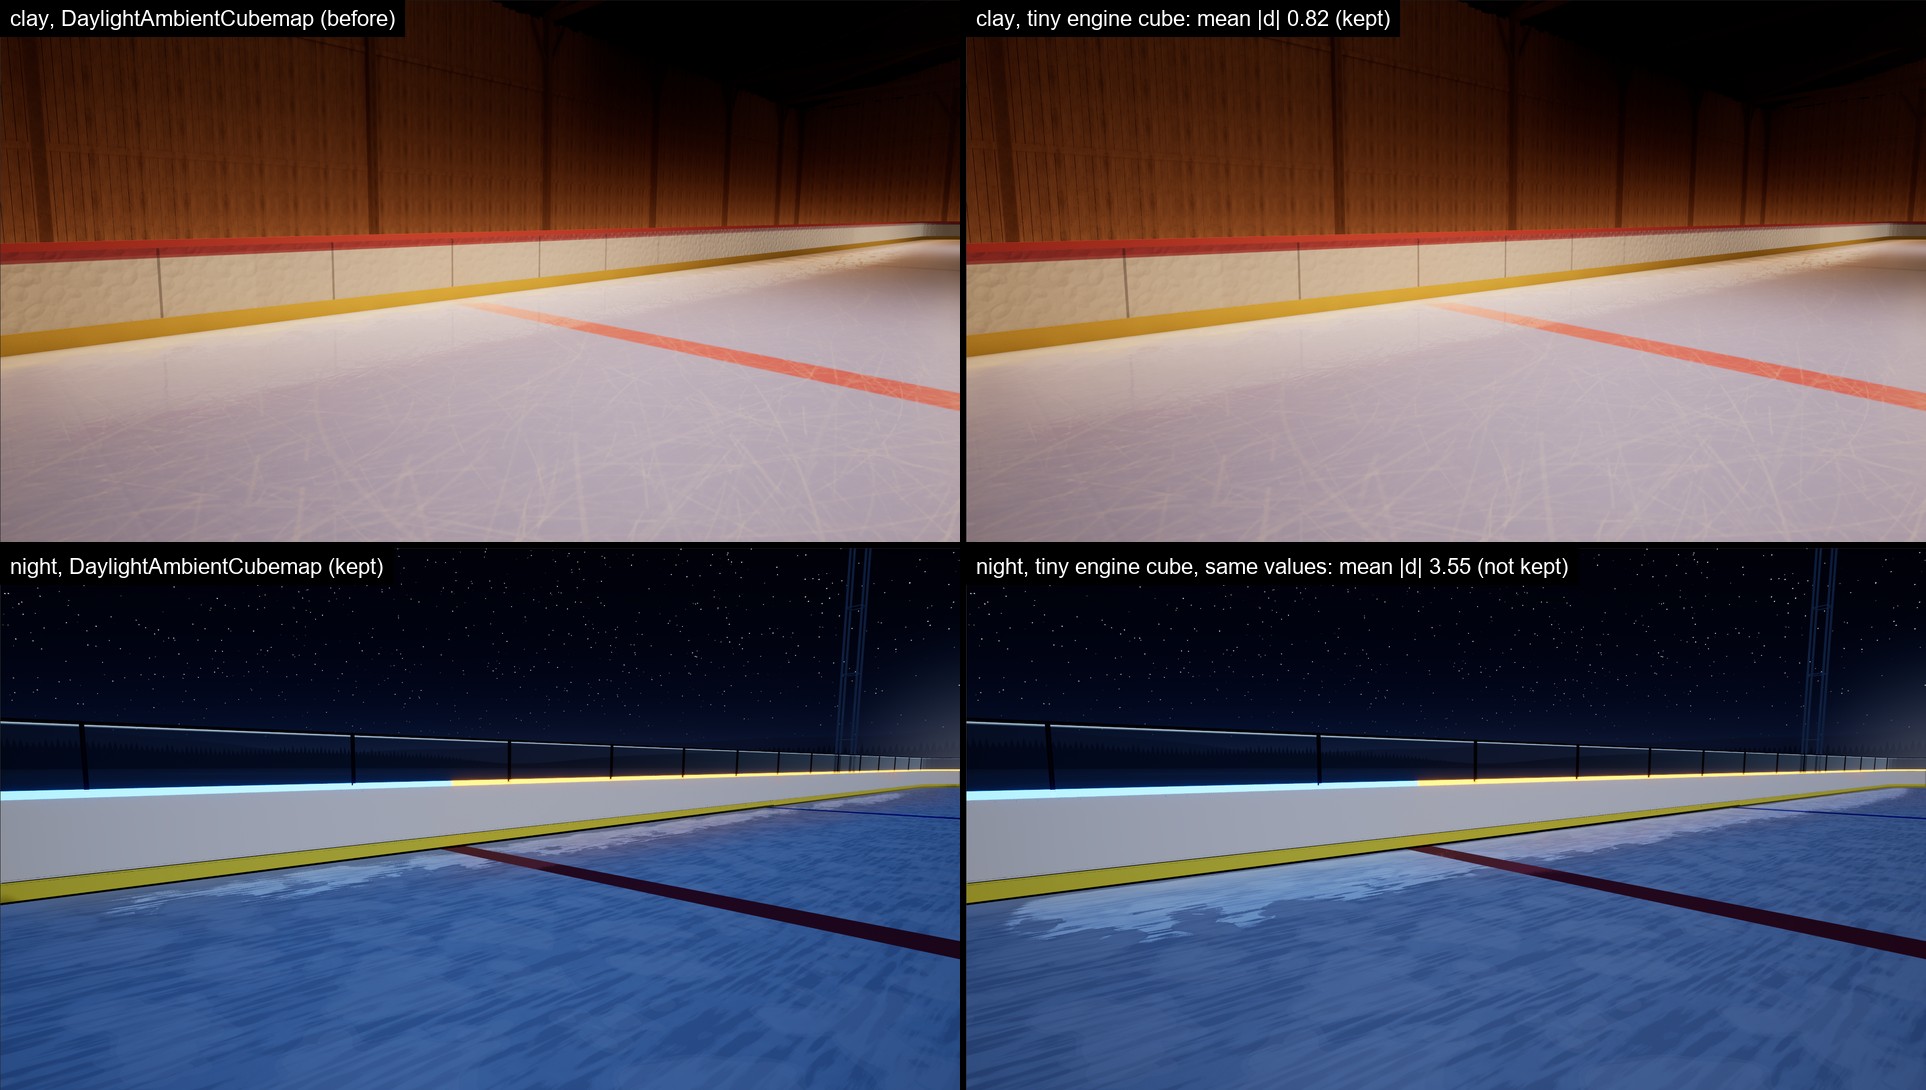 clay, DaylightAmbientCubemap (before)
clay, tiny engine cube: mean |d| 0.82 (kept)
night, DaylightAmbientCubemap (kept)
night, tiny engine cube, same values: mean |d| 3.55 (not kept)